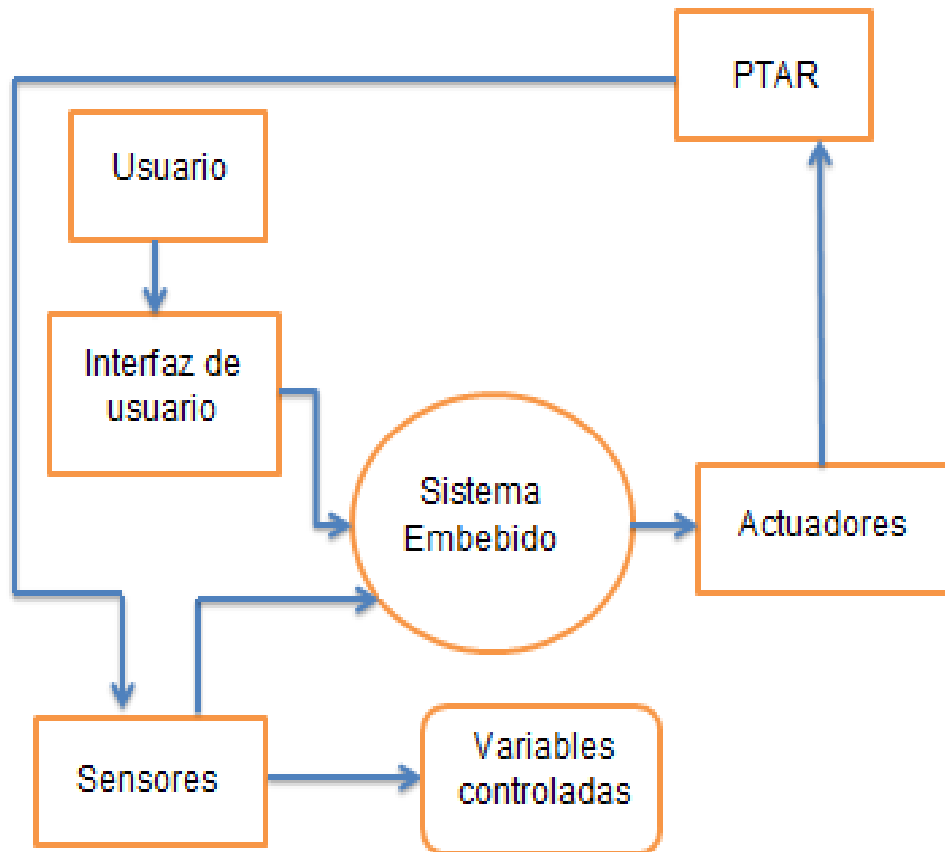 PTAR
Usuario
Interfaz de
usuario
Sistema
Embebido
Actuadores
Sensores
Variables
controladas